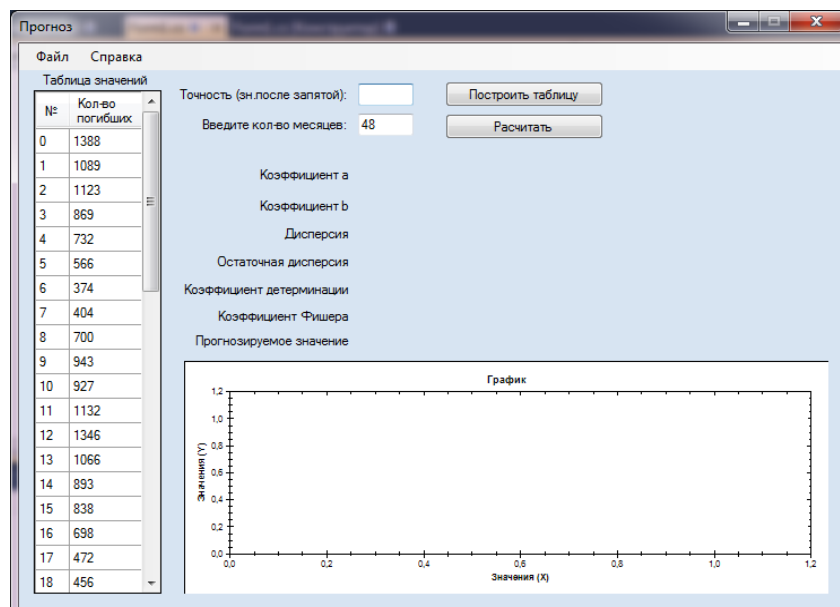 Прогноз
Файл Справка
Таблица значений
№ Кол-во погибших
0 1388
1 1089
2 1123
3 869
4 732
5 566
6 374
7 404
8 700
9 943
10 927
11 1132
12 1346
13 1066
14 893
15 838
16 698
17 472
18 456
Точность (зн.после запятой):
Построить таблицу
Введите кол-во месяцев: 48
Расчитать
Коэффициент a
Коэффициент b
Дисперсия
Остаточная дисперсия
Коэффициент детерминации
Коэффициент Фишера
Прогнозируемое значение
График
Значения (Y)
1,2
1,0
0,8
0,6
0,4
0,2
0,0
0,0 0,2 0,4 0,6 0,8 1,0 1,2
Значения (X)